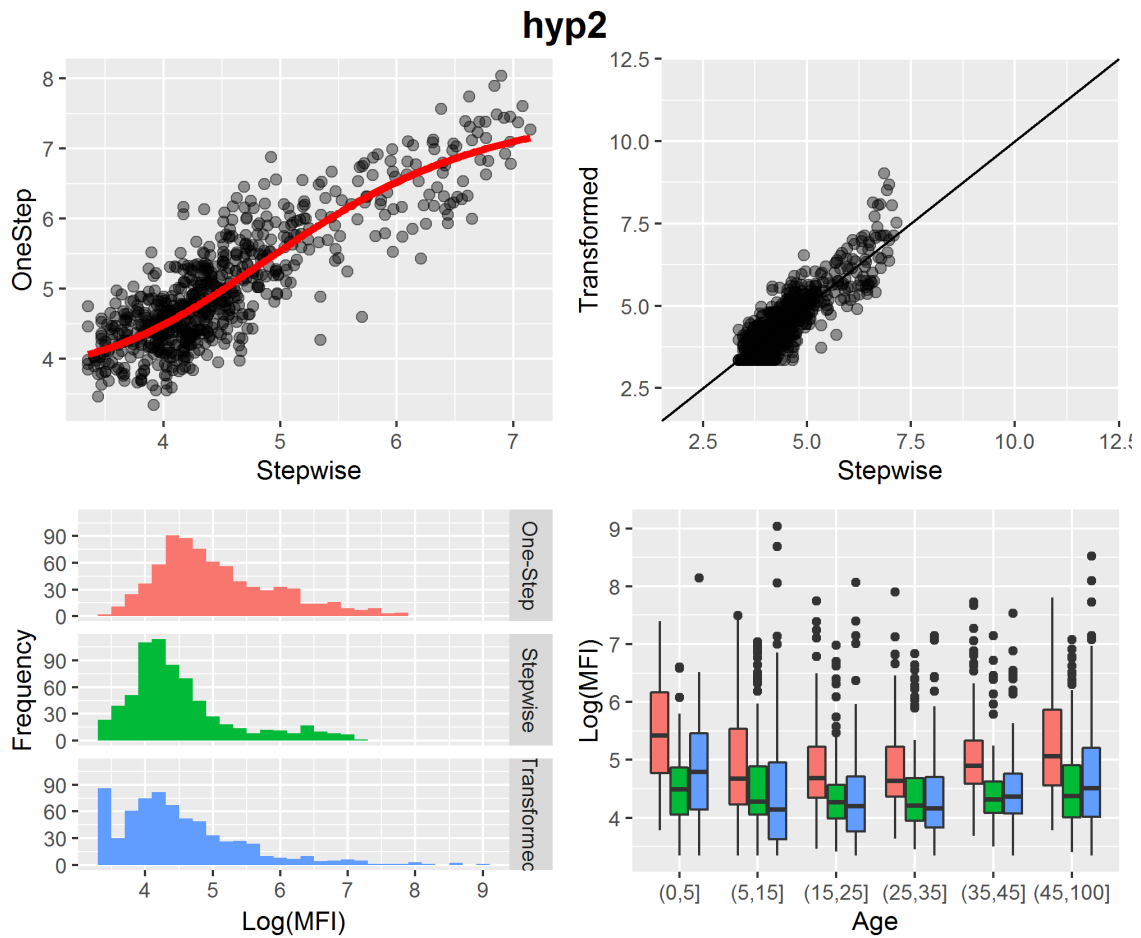 hyp2
8
7
6
5
4
OneStep
4 5 6 7
Stepwise
12.5
10.0
7.5
5.0
2.5
Transformed
2.5 5.0 7.5 10.0 12.5
Stepwise
90
60
30
0
One-Step
90
60
30
0
Stepwise
90
60
30
0
Transformed
Frequency
4 5 6 7 8 9
Log(MFI)
9
8
7
6
5
4
Log(MFI)
(0,5] (5,15] (15,25] (25,35] (35,45] (45,100]
Age